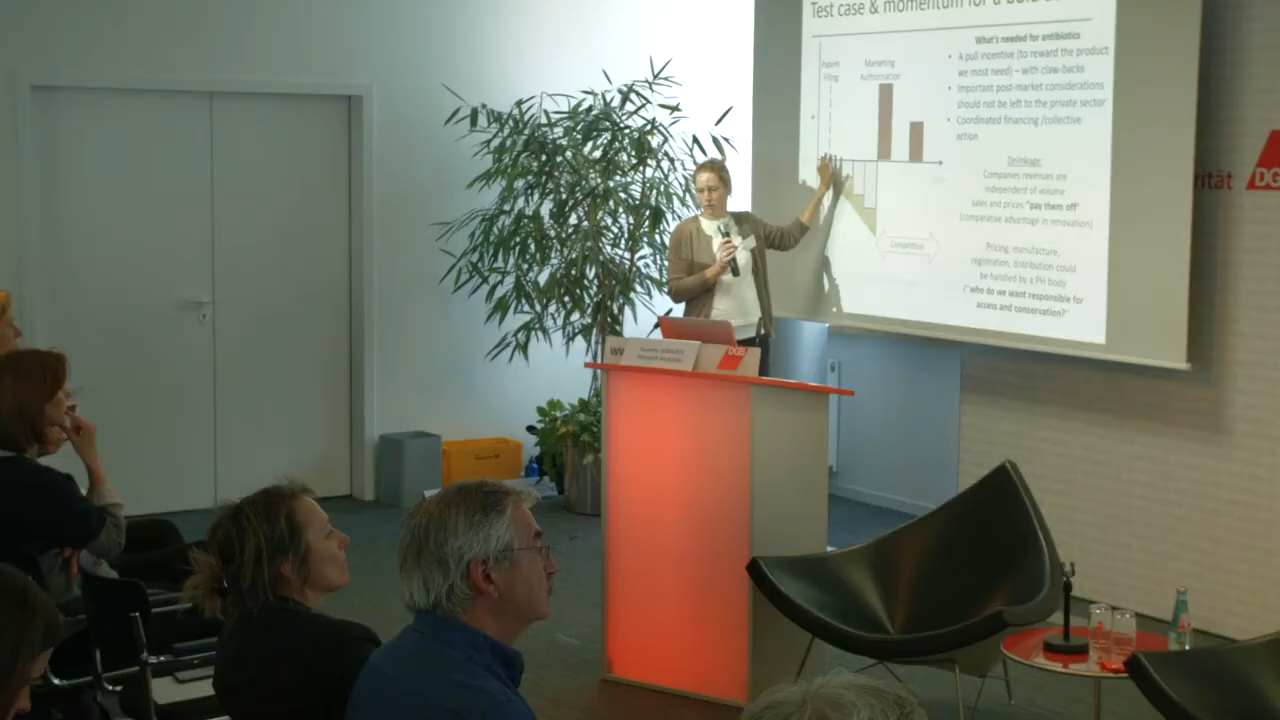 Test case & momentum for a
What's needed for antibiotics
• A pull incentive (to reward the product
we most need) – with claw-backs
• Important post-market considerations
should not be left to the private sector
• Coordinated financing /collective
action
Patent
Filing
Marketing
Authorisation
+
Delinkage:
Companies revenues are
independent of volume
sales and prices "pay them off"
(comparative advantage in innovation)
Competition
Pricing, manufacture,
registration, distribution could
be handled by a PH body
("who do we want responsible for
access and conservation?"
rität
DG
DGB